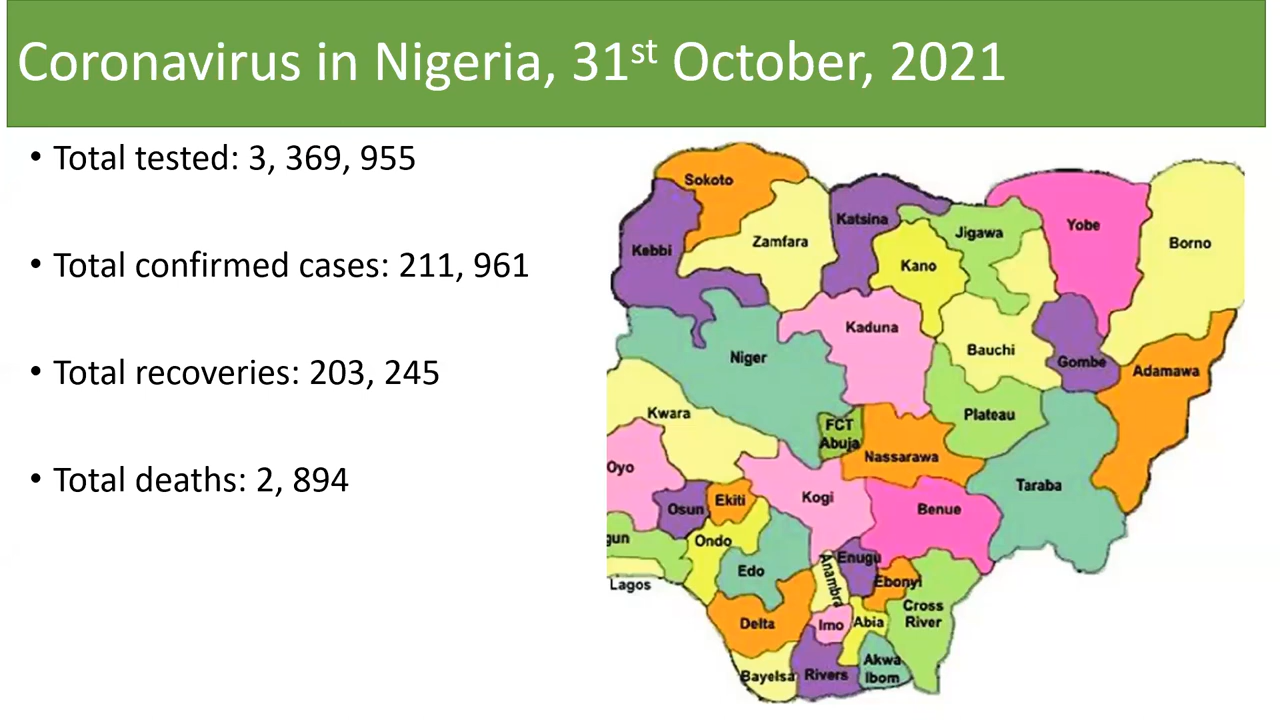 Coronavirus in Nigeria, 31st October, 2021
• Total tested: 3, 369, 955
• Total confirmed cases: 211, 961
• Total recoveries: 203, 245
• Total deaths: 2, 894
Sokoto
Kebbi
Zamfara
Katsina
Kano
Jigawa
Yobe
Borno
Niger
Kaduna
Bauchi
Gombe
Adamawa
Kwara
FCT
Abuja
Plateau
Nassarawa
Oyo
Osun
Ekiti
Kogi
Benue
Taraba
gun
Ondo
Lagos
Edo
Anambra
Enugu
Ebonyi
Delta
Imo
Abia
Cross
River
Bayelsa
Rivers
Akwa
Ibom